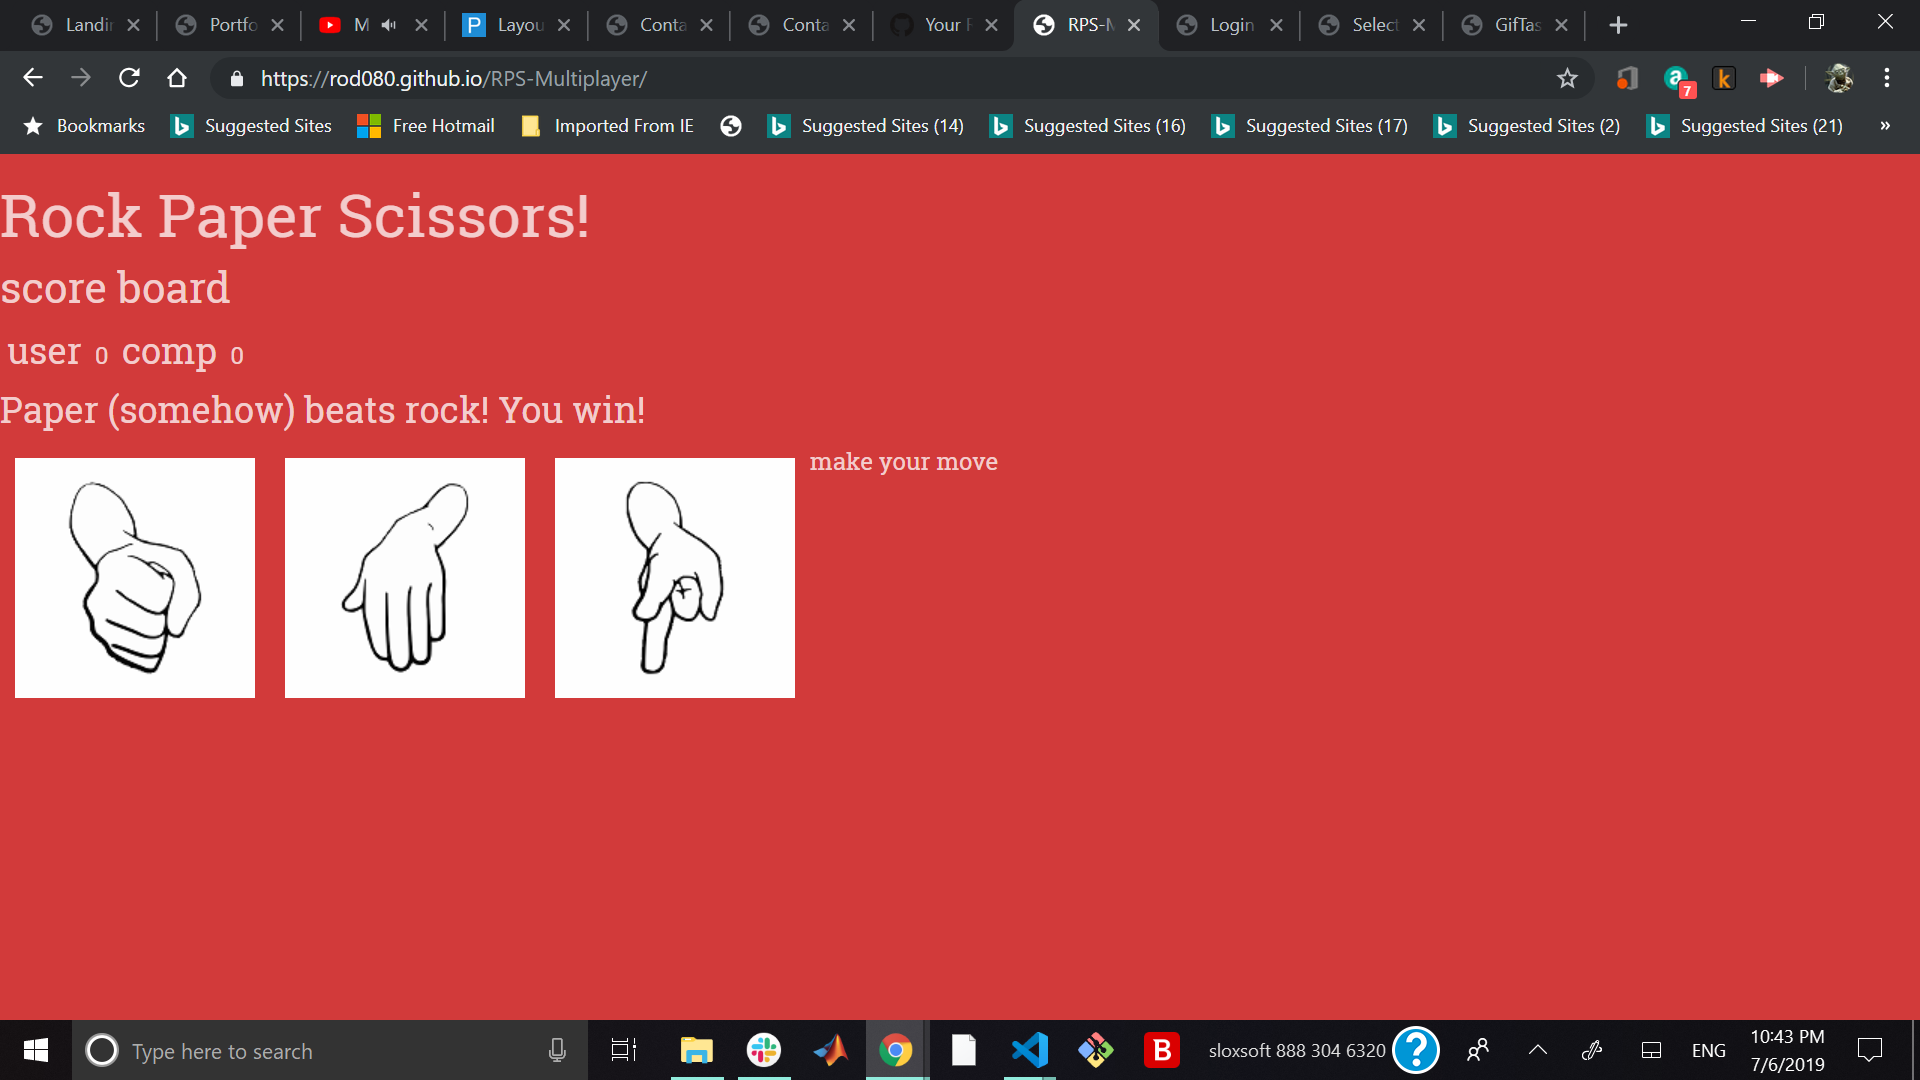 Landin Portfo M Layou Conta Conta Your R RPS-M Login Select GifTas
https://rod080.github.io/RPS-Multiplayer/
7
Bookmarks Suggested Sites Free Hotmail Imported From IE Suggested Sites (14) Suggested Sites (16) Suggested Sites (17) Suggested Sites (2) Suggested Sites (21) »
Rock Paper Scissors!
score board
user 0 comp 0
Paper (somehow) beats rock! You win!
make your move
Type here to search
sloxsoft 888 304 6320
ENG
10:43 PM
7/6/2019